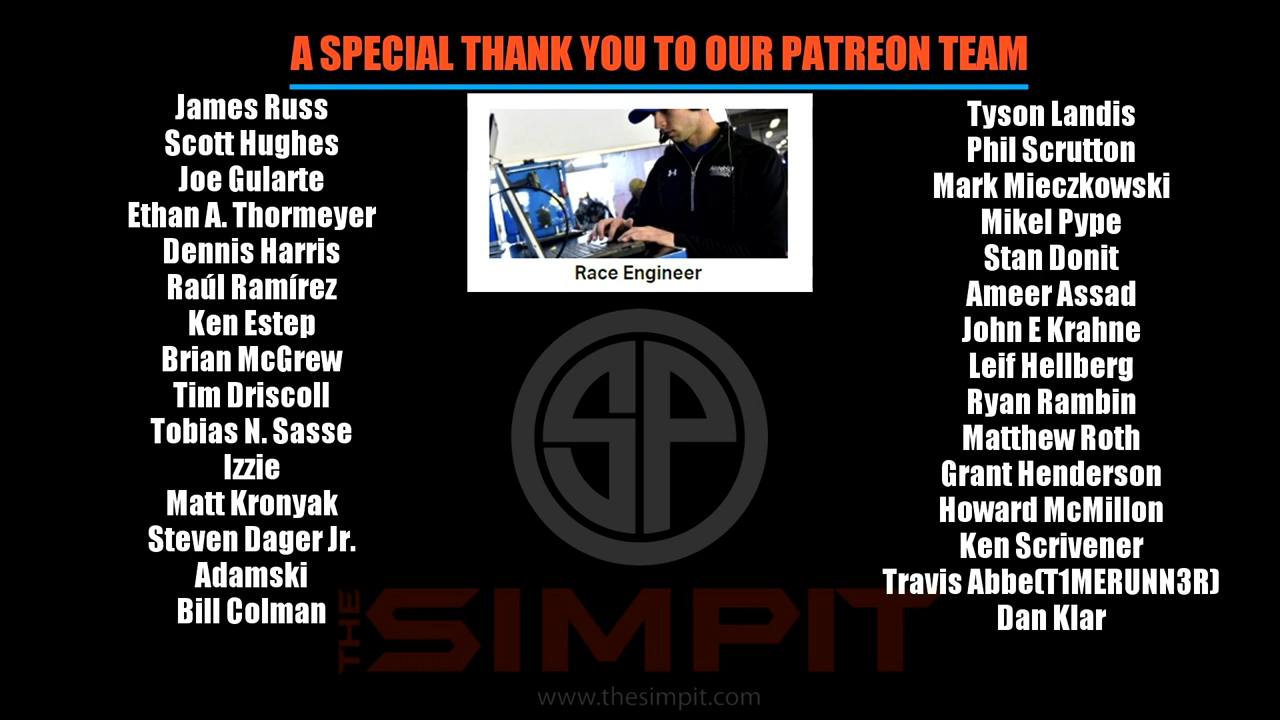 A SPECIAL THANK YOU TO OUR PATREON TEAM
James Russ
Scott Hughes
Joe Gularte
Ethan A. Thormeyer
Dennis Harris
Raúl Ramírez
Ken Estep
Brian McGrew
Tim Driscoll
Tobias N. Sasse
Izzie
Matt Kronyak
Steven Dager Jr.
Adamski
Bill Colman
Race Engineer
SP
THE SIMPIT
www.thesimpit.com
Tyson Landis
Phil Scrutton
Mark Mieczkowski
Mikel Pype
Stan Donit
Ameer Assad
John E Krahne
Leif Hellberg
Ryan Rambin
Matthew Roth
Grant Henderson
Howard McMillon
Ken Scrivener
Travis Abbe(T1MERUNN3R)
Dan Klar